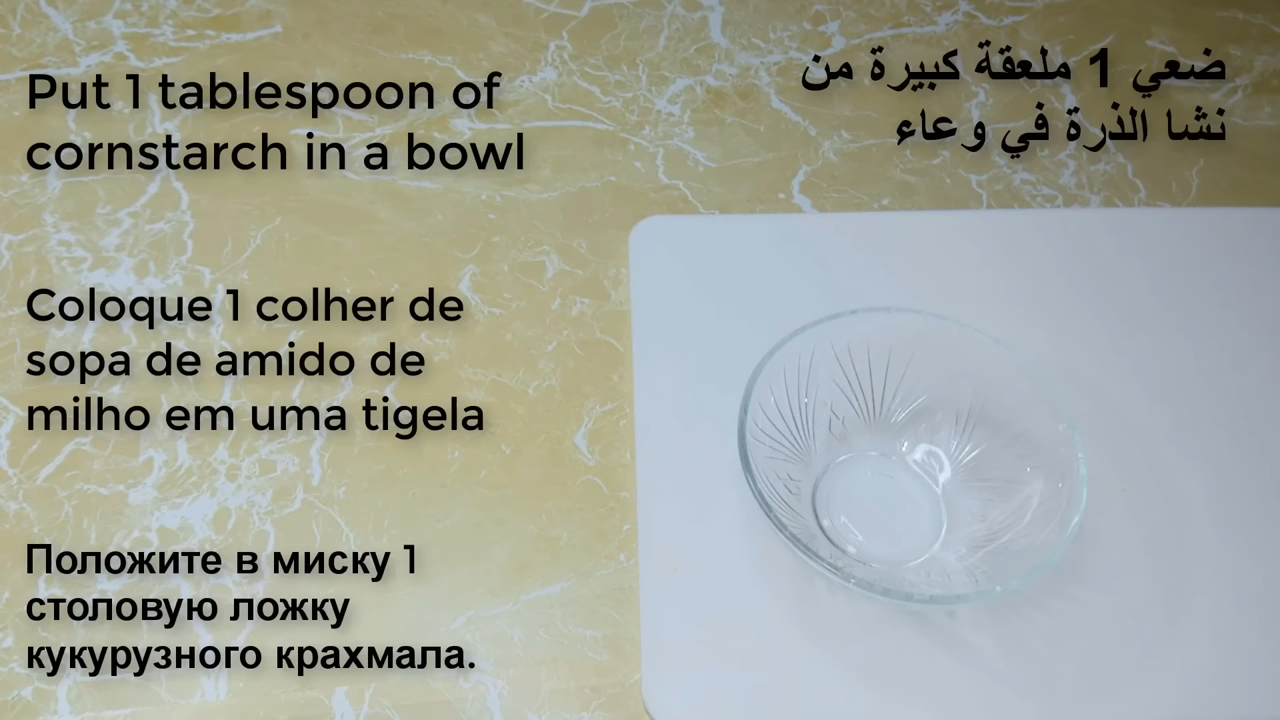 Put 1 tablespoon of
cornstarch in a bowl
ضعي 1 ملعقة كبيرة من
نشا الذرة في وعاء
Coloque 1 colher de
sopa de amido de
milho em uma tigela
Положите в миску 1
столовую ложку
кукурузного крахмала.